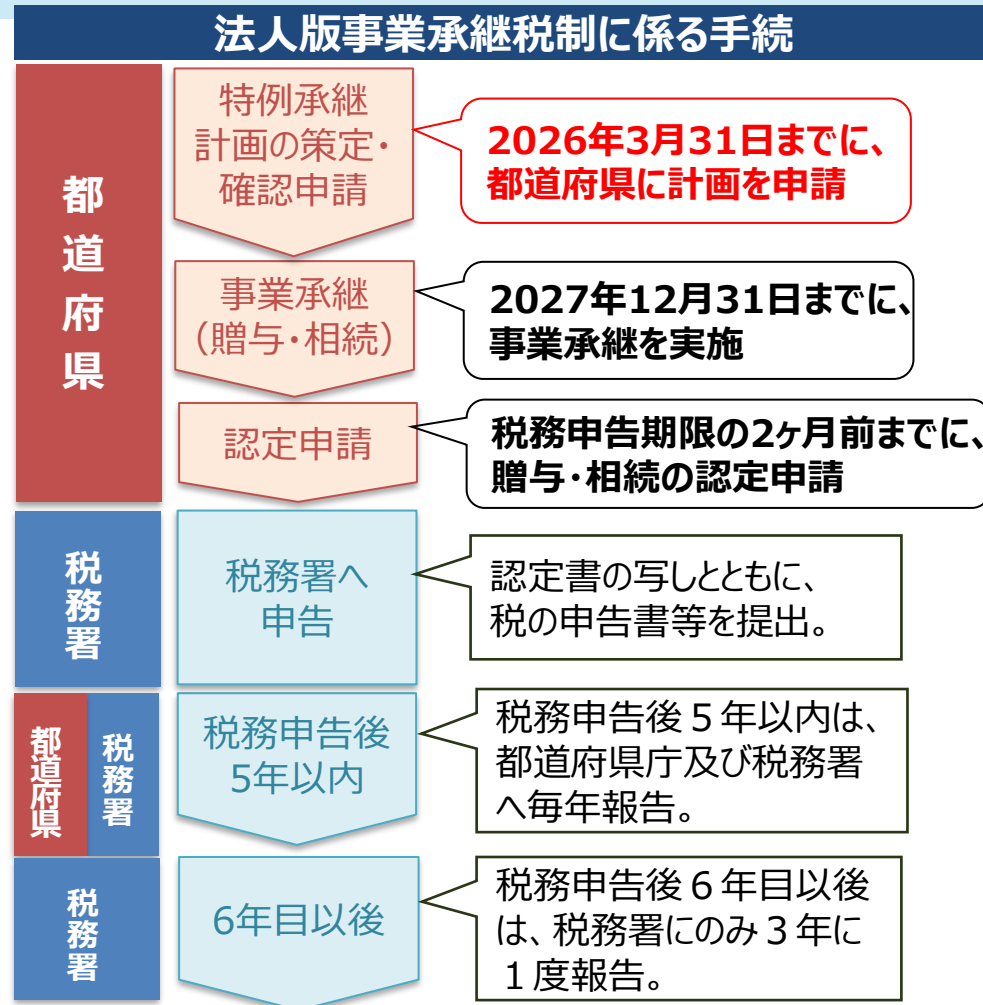 法人版事業承継税制に係る手続
都道府県
特例承継
計画の策定・
確認申請
2026年3月31日までに、
都道府県に計画を申請
事業承継
（贈与・相続）
2027年12月31日までに、
事業承継を実施
認定申請
税務申告期限の2ヶ月前までに、
贈与・相続の認定申請
税務署
税務署へ
申告
認定書の写しとともに、
税の申告書等を提出。
都道府県
税務署
税務申告後
5年以内
税務申告後５年以内は、
都道府県庁及び税務署
へ毎年報告。
税務署
6年目以後
税務申告後６年目以後
は、税務署にのみ３年に
１度報告。